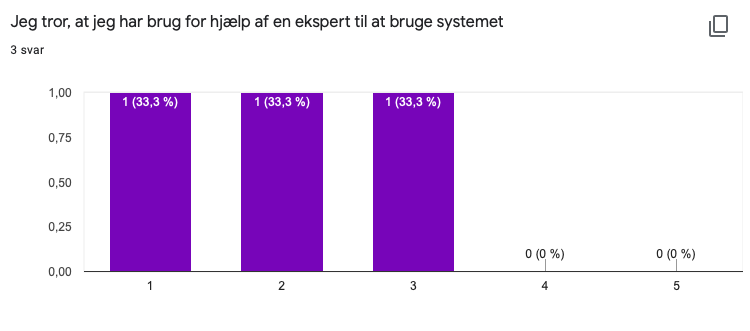 Jeg tror, at jeg har brug for hjælp af en ekspert til at bruge systemet
3 svar
1,00
0,75
0,50
0,25
0,00
1 (33,3 %)
1 (33,3 %)
1 (33,3 %)
0 (0 %)
0 (0 %)
1
2
3
4
5